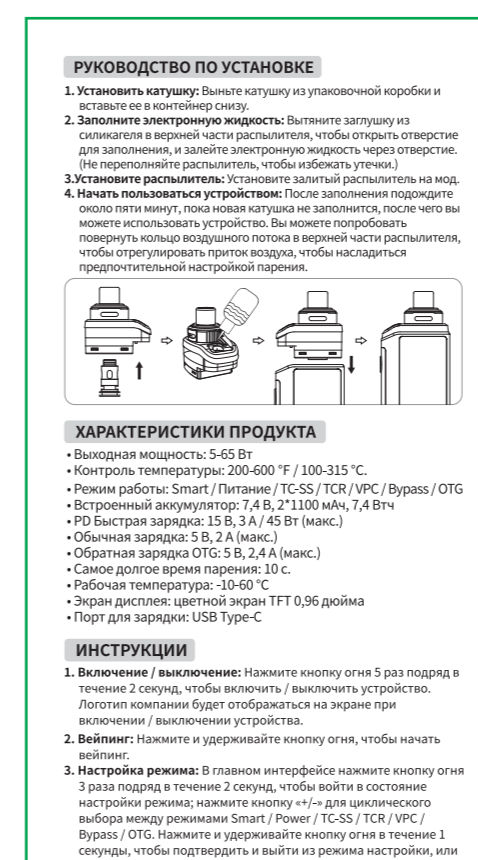 РУКОВОДСТВО ПО УСТАНОВКЕ
1. Установить катушку: Выньте катушку из упаковочной коробки и
вставьте ее в контейнер снизу.
2. Заполните электронную жидкость: Вытяните заглушку из
силикагеля в верхней части распылителя, чтобы открыть отверстие
для заполнения, и залейте электронную жидкость через отверстие.
(Не переполняйте распылитель, чтобы избежать утечки.)
3.Установите распылитель: Установите залитый распылитель на мод.
4. Начать пользоваться устройством: После заполнения подождите
около пяти минут, пока новая катушка не заполнится, после чего вы
можете использовать устройство. Вы можете попробовать
повернуть кольцо воздушного потока в верхней части распылителя,
чтобы отрегулировать приток воздуха, чтобы насладиться
предпочтительной настройкой парения.
ХАРАКТЕРИСТИКИ ПРОДУКТА
• Выходная мощность: 5-65 Вт
• Контроль температуры: 200-600 °F / 100-315 °C.
• Режим работы: Smart / Питание / TC-SS / TCR / VPC / Bypass / OTG
• Встроенный аккумулятор: 7,4 В, 2*1100 мАч, 7,4 Втч
• PD Быстрая зарядка: 15 В, 3 А / 45 Вт (макс.)
• Обычная зарядка: 5 В, 2 А (макс.)
• Обратная зарядка OTG: 5 В, 2,4 А (макс.)
• Самое долгое время парения: 10 с.
• Рабочая температура: -10-60 °C
• Экран дисплея: цветной экран TFT 0,96 дюйма
• Порт для зарядки: USB Type-C
ИНСТРУКЦИИ
1. Включение / выключение: Нажмите кнопку огня 5 раз подряд в
течение 2 секунд, чтобы включить / выключить устройство.
Логотип компании будет отображаться на экране при
включении / выключении устройства.
2. Вейпинг: Нажмите и удерживайте кнопку огня, чтобы начать
вейпинг.
3. Настройка режима: В главном интерфейсе нажмите кнопку огня
3 раза подряд в течение 2 секунд, чтобы войти в состояние
настройки режима; нажмите кнопку «+/-» для циклического
выбора между режимами Smart / Power / TC-SS / TCR / VPC /
Bypass / OTG. Нажмите и удерживайте кнопку огня в течение 1
секунды, чтобы подтвердить и выйти из режима настройки, или